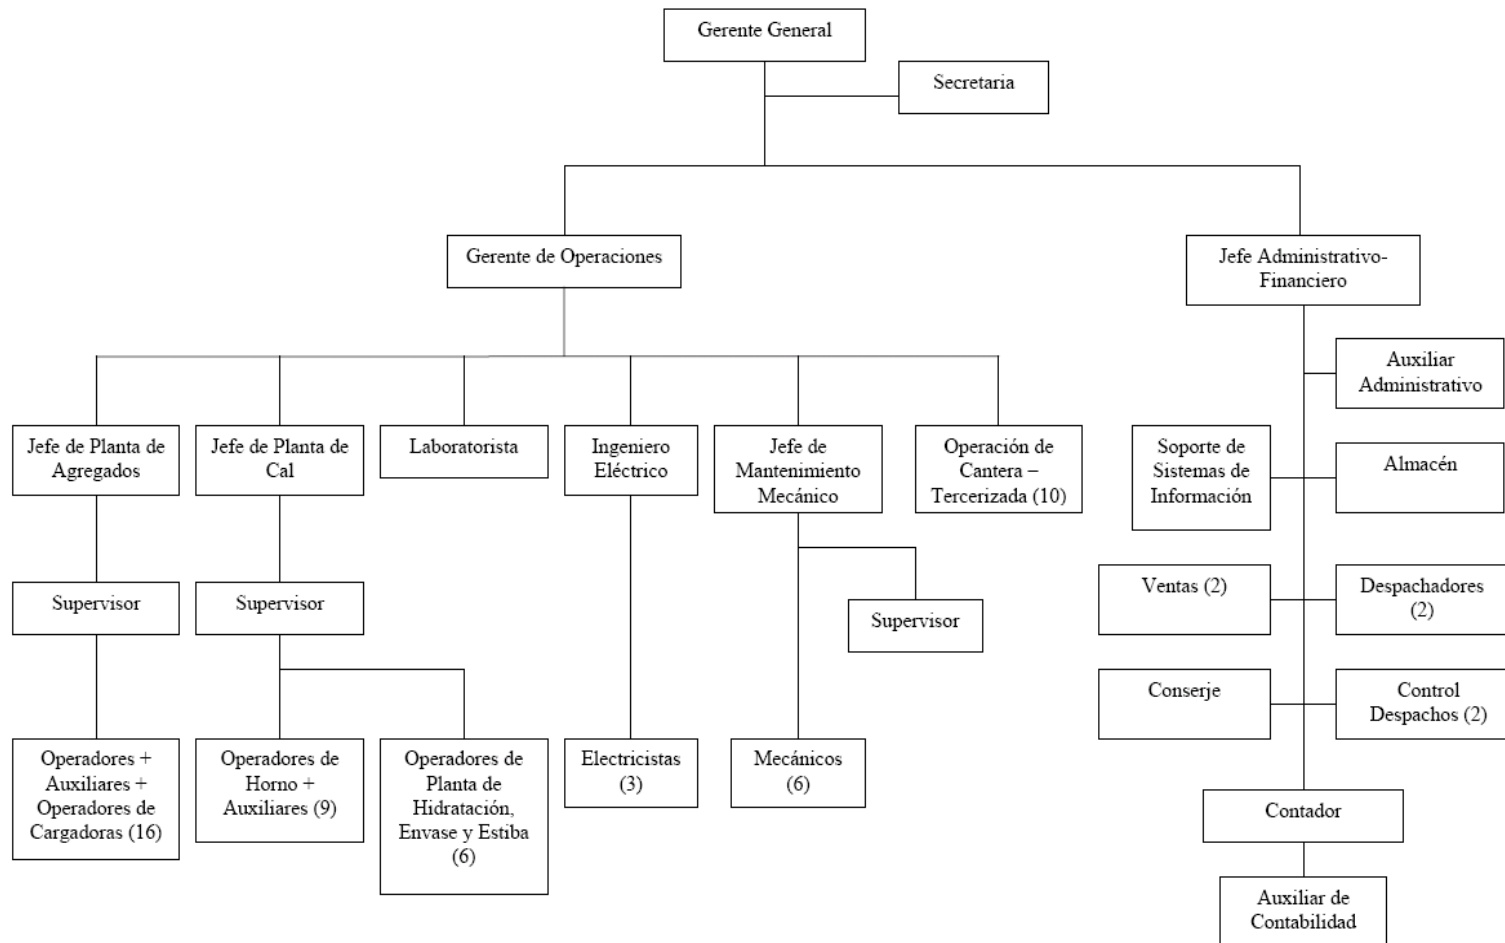 Gerente General
Secretaria
Gerente de Operaciones
Jefe Administrativo-
Financiero
Auxiliar
Administrativo
Jefe de Planta de
Agregados
Jefe de Planta de
Cal
Laboratorista
Ingeniero
Eléctrico
Jefe de
Mantenimiento
Mecánico
Operación de
Cantera –
Tercerizada (10)
Soporte de
Sistemas de
Información
Almacén
Supervisor
Supervisor
Supervisor
Ventas (2)
Despachadores
(2)
Conserje
Control
Despachos (2)
Operadores +
Auxiliares +
Operadores de
Cargadoras (16)
Operadores de
Horno +
Auxiliares (9)
Operadores de
Planta de
Hidratación,
Envase y Estiba
(6)
Electricistas
(3)
Mecánicos
(6)
Contador
Auxiliar de
Contabilidad